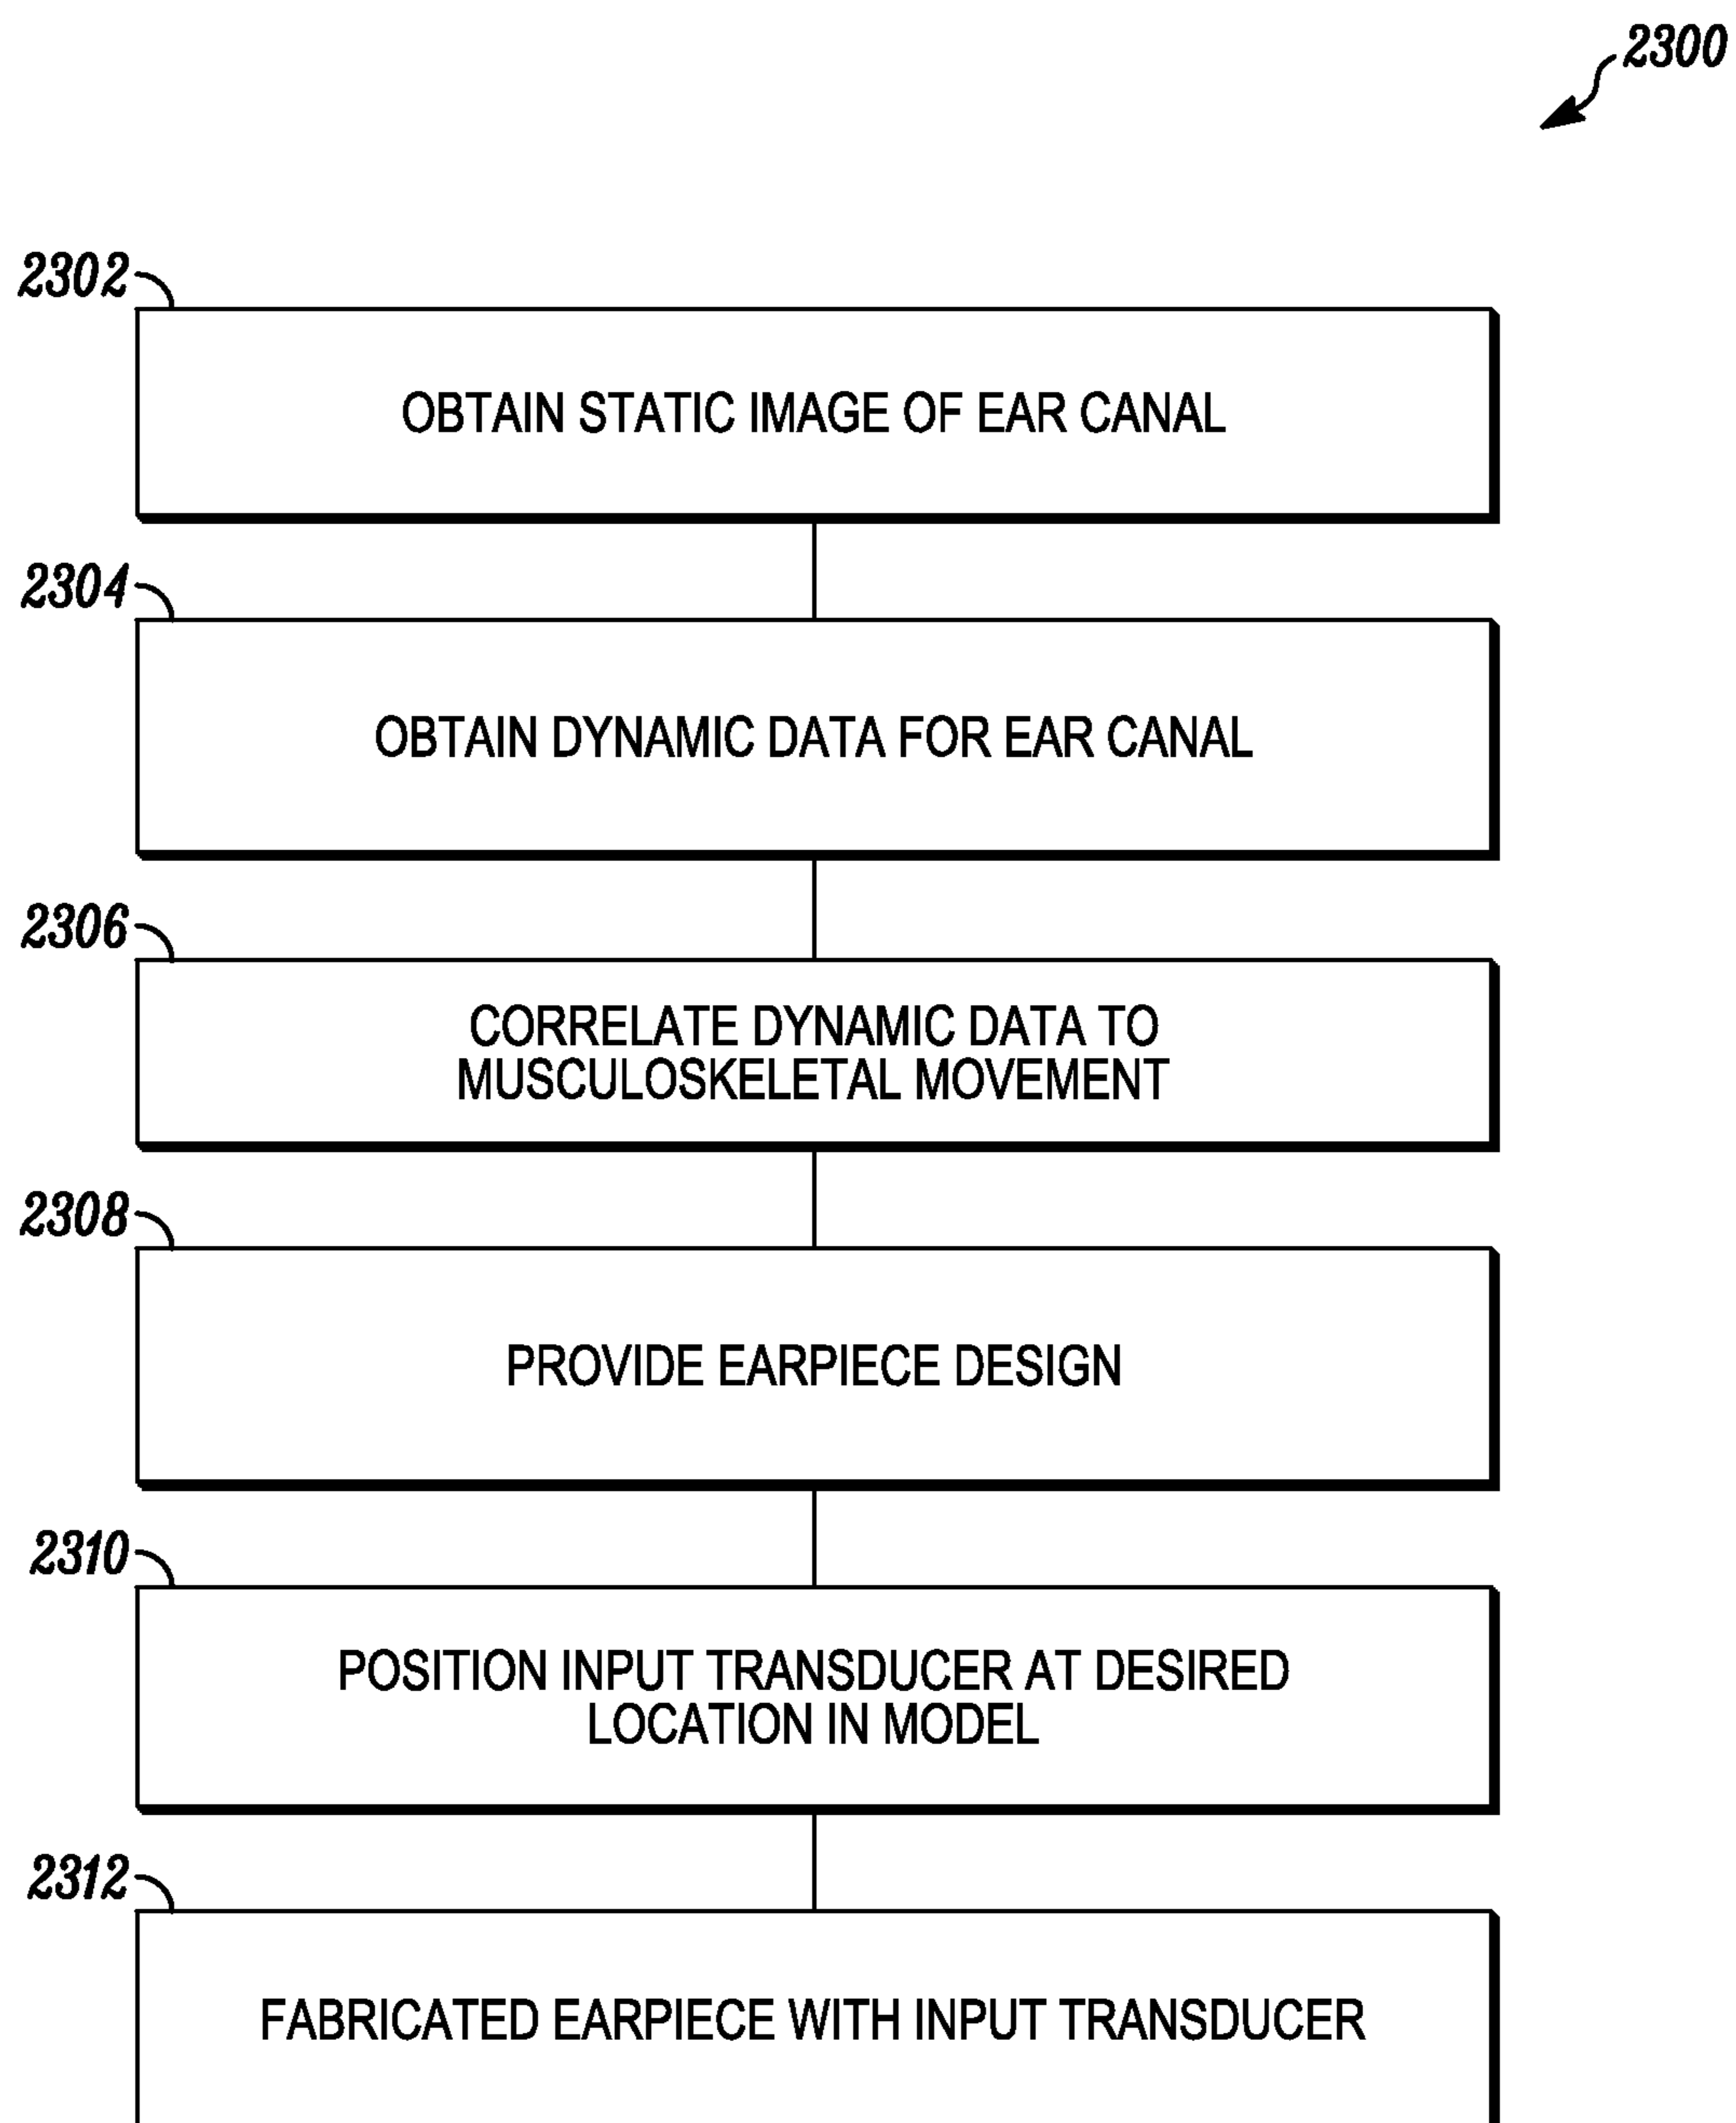 2300
2302
OBTAIN STATIC IMAGE OF EAR CANAL
2304
OBTAIN DYNAMIC DATA FOR EAR CANAL
2306
CORRELATE DYNAMIC DATA TO
MUSCULOSKELETAL MOVEMENT
2308
PROVIDE EARPIECE DESIGN
2310
POSITION INPUT TRANSDUCER AT DESIRED
LOCATION IN MODEL
2312
FABRICATED EARPIECE WITH INPUT TRANSDUCER